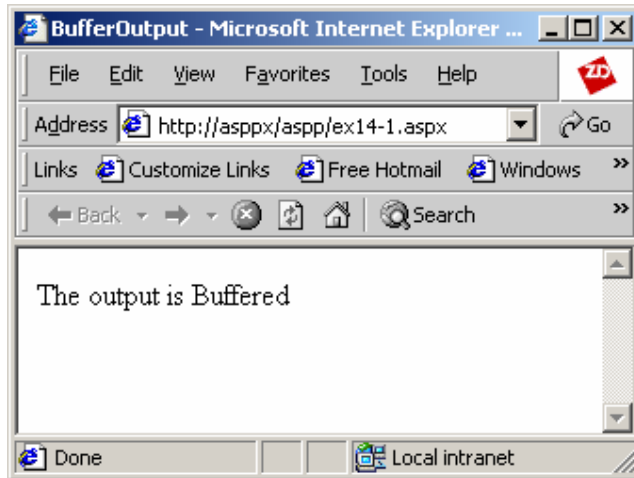 BufferOutput - Microsoft Internet Explorer ...
File Edit View Favorites Tools Help
ZD
Address http://asppx/aspp/ex14-1.aspx Go
Links Customize Links Free Hotmail Windows »
Back Search »
The output is Buffered
Done Local intranet